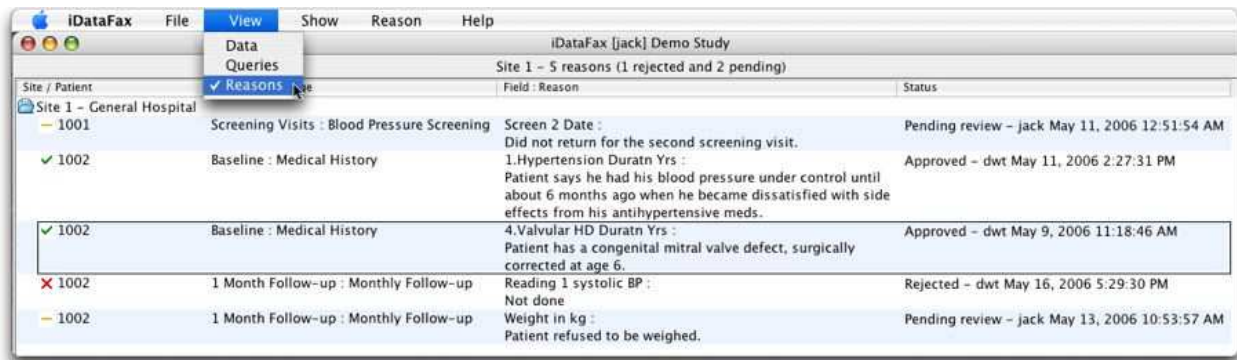 iDataFax File View Show Reason Help
iDataFax [jack] Demo Study
Data
Queries
✓ Reasons
Site 1 – 5 reasons (1 rejected and 2 pending)
Site / Patient Field : Reason Status
Site 1 – General Hospital
1001 Screening Visits : Blood Pressure Screening Screen 2 Date : Pending review – jack May 11, 2006 12:51:54 AM
Did not return for the second screening visit.
1002 Baseline : Medical History 1.Hypertension Duratn Yrs : Approved – dwt May 11, 2006 2:27:31 PM
Patient says he had his blood pressure under control until
about 6 months ago when he became dissatisfied with side
effects from his antihypertensive meds.
1002 Baseline : Medical History 4.Valvular HD Duratn Yrs : Approved – dwt May 9, 2006 11:18:46 AM
Patient has a congenital mitral valve defect, surgically
corrected at age 6.
1002 1 Month Follow-up : Monthly Follow-up Reading 1 systolic BP : Rejected – dwt May 16, 2006 5:29:30 PM
Not done
1002 1 Month Follow-up : Monthly Follow-up Weight in kg : Pending review – jack May 13, 2006 10:53:57 AM
Patient refused to be weighed.